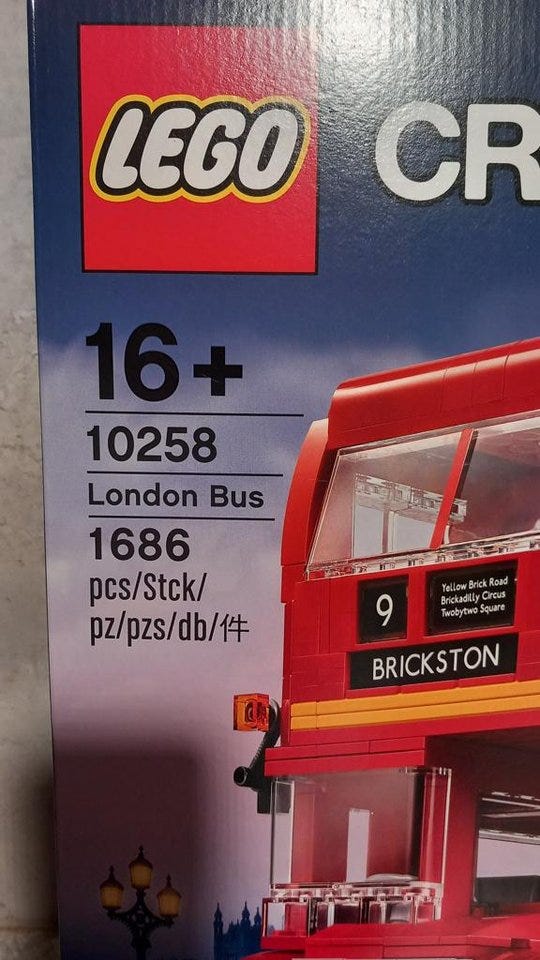 LEGO
CR
16+
10258
London Bus
1686
pcs/Stck/
pz/pzs/db/件
9
Yellow Brick Road
Brickadilly Circus
Twobytwo Square
BRICKSTON